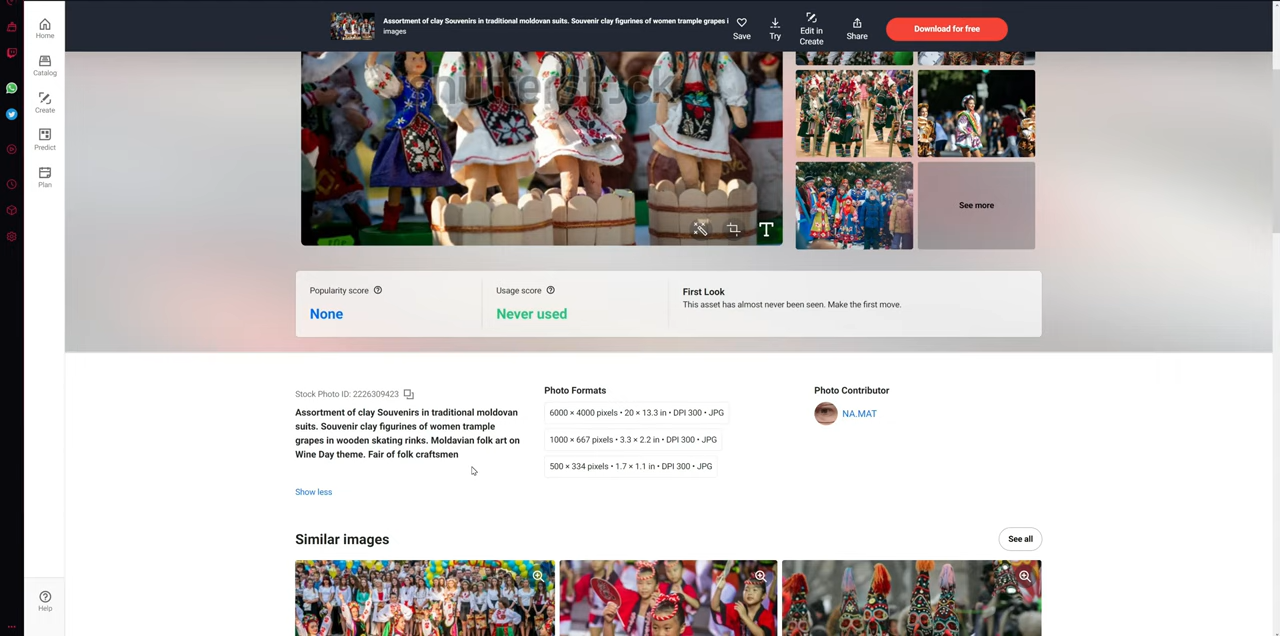 Home
Catalog
Create
Predict
Plan
Help
Assortment of clay Souvenirs in traditional moldovan suits. Souvenir clay figurines of women trample grapes i
images
Save
Try
Edit in
Create
Share
Download for free
shutterstock
T
See more
Popularity score
None
Usage score
Never used
First Look
This asset has almost never been seen. Make the first move.
Stock Photo ID: 2226309423
Assortment of clay Souvenirs in traditional moldovan
suits. Souvenir clay figurines of women trample
grapes in wooden skating rinks. Moldavian folk art on
Wine Day theme. Fair of folk craftsmen
Show less
Photo Formats
6000 × 4000 pixels • 20 × 13.3 in • DPI 300 • JPG
1000 × 667 pixels • 3.3 × 2.2 in • DPI 300 • JPG
500 × 334 pixels • 1.7 × 1.1 in • DPI 300 • JPG
Photo Contributor
NA.MAT
Similar images
See all